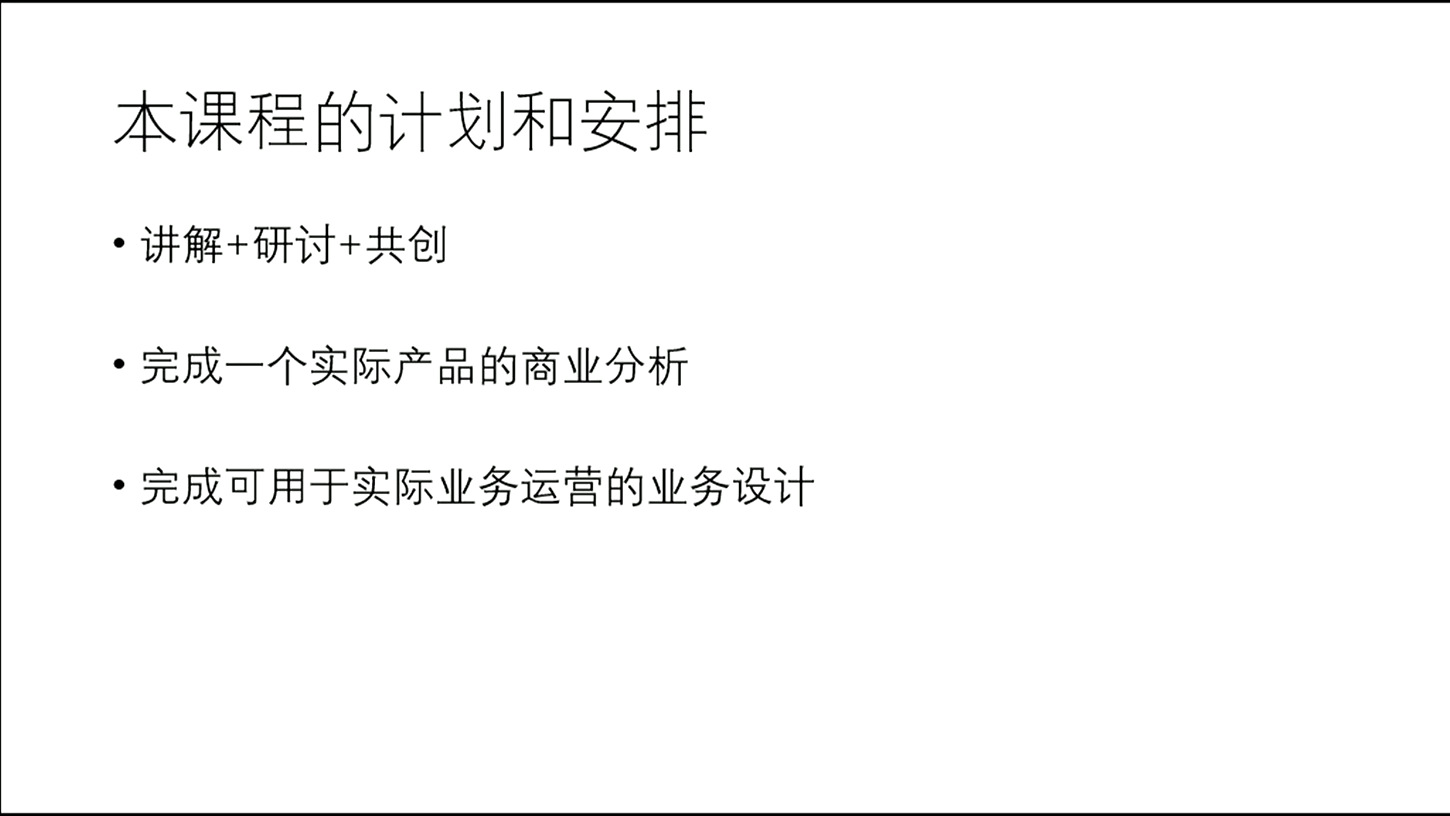 本课程的计划和安排
• 讲解+研讨+共创
• 完成一个实际产品的商业分析
• 完成可用于实际业务运营的业务设计